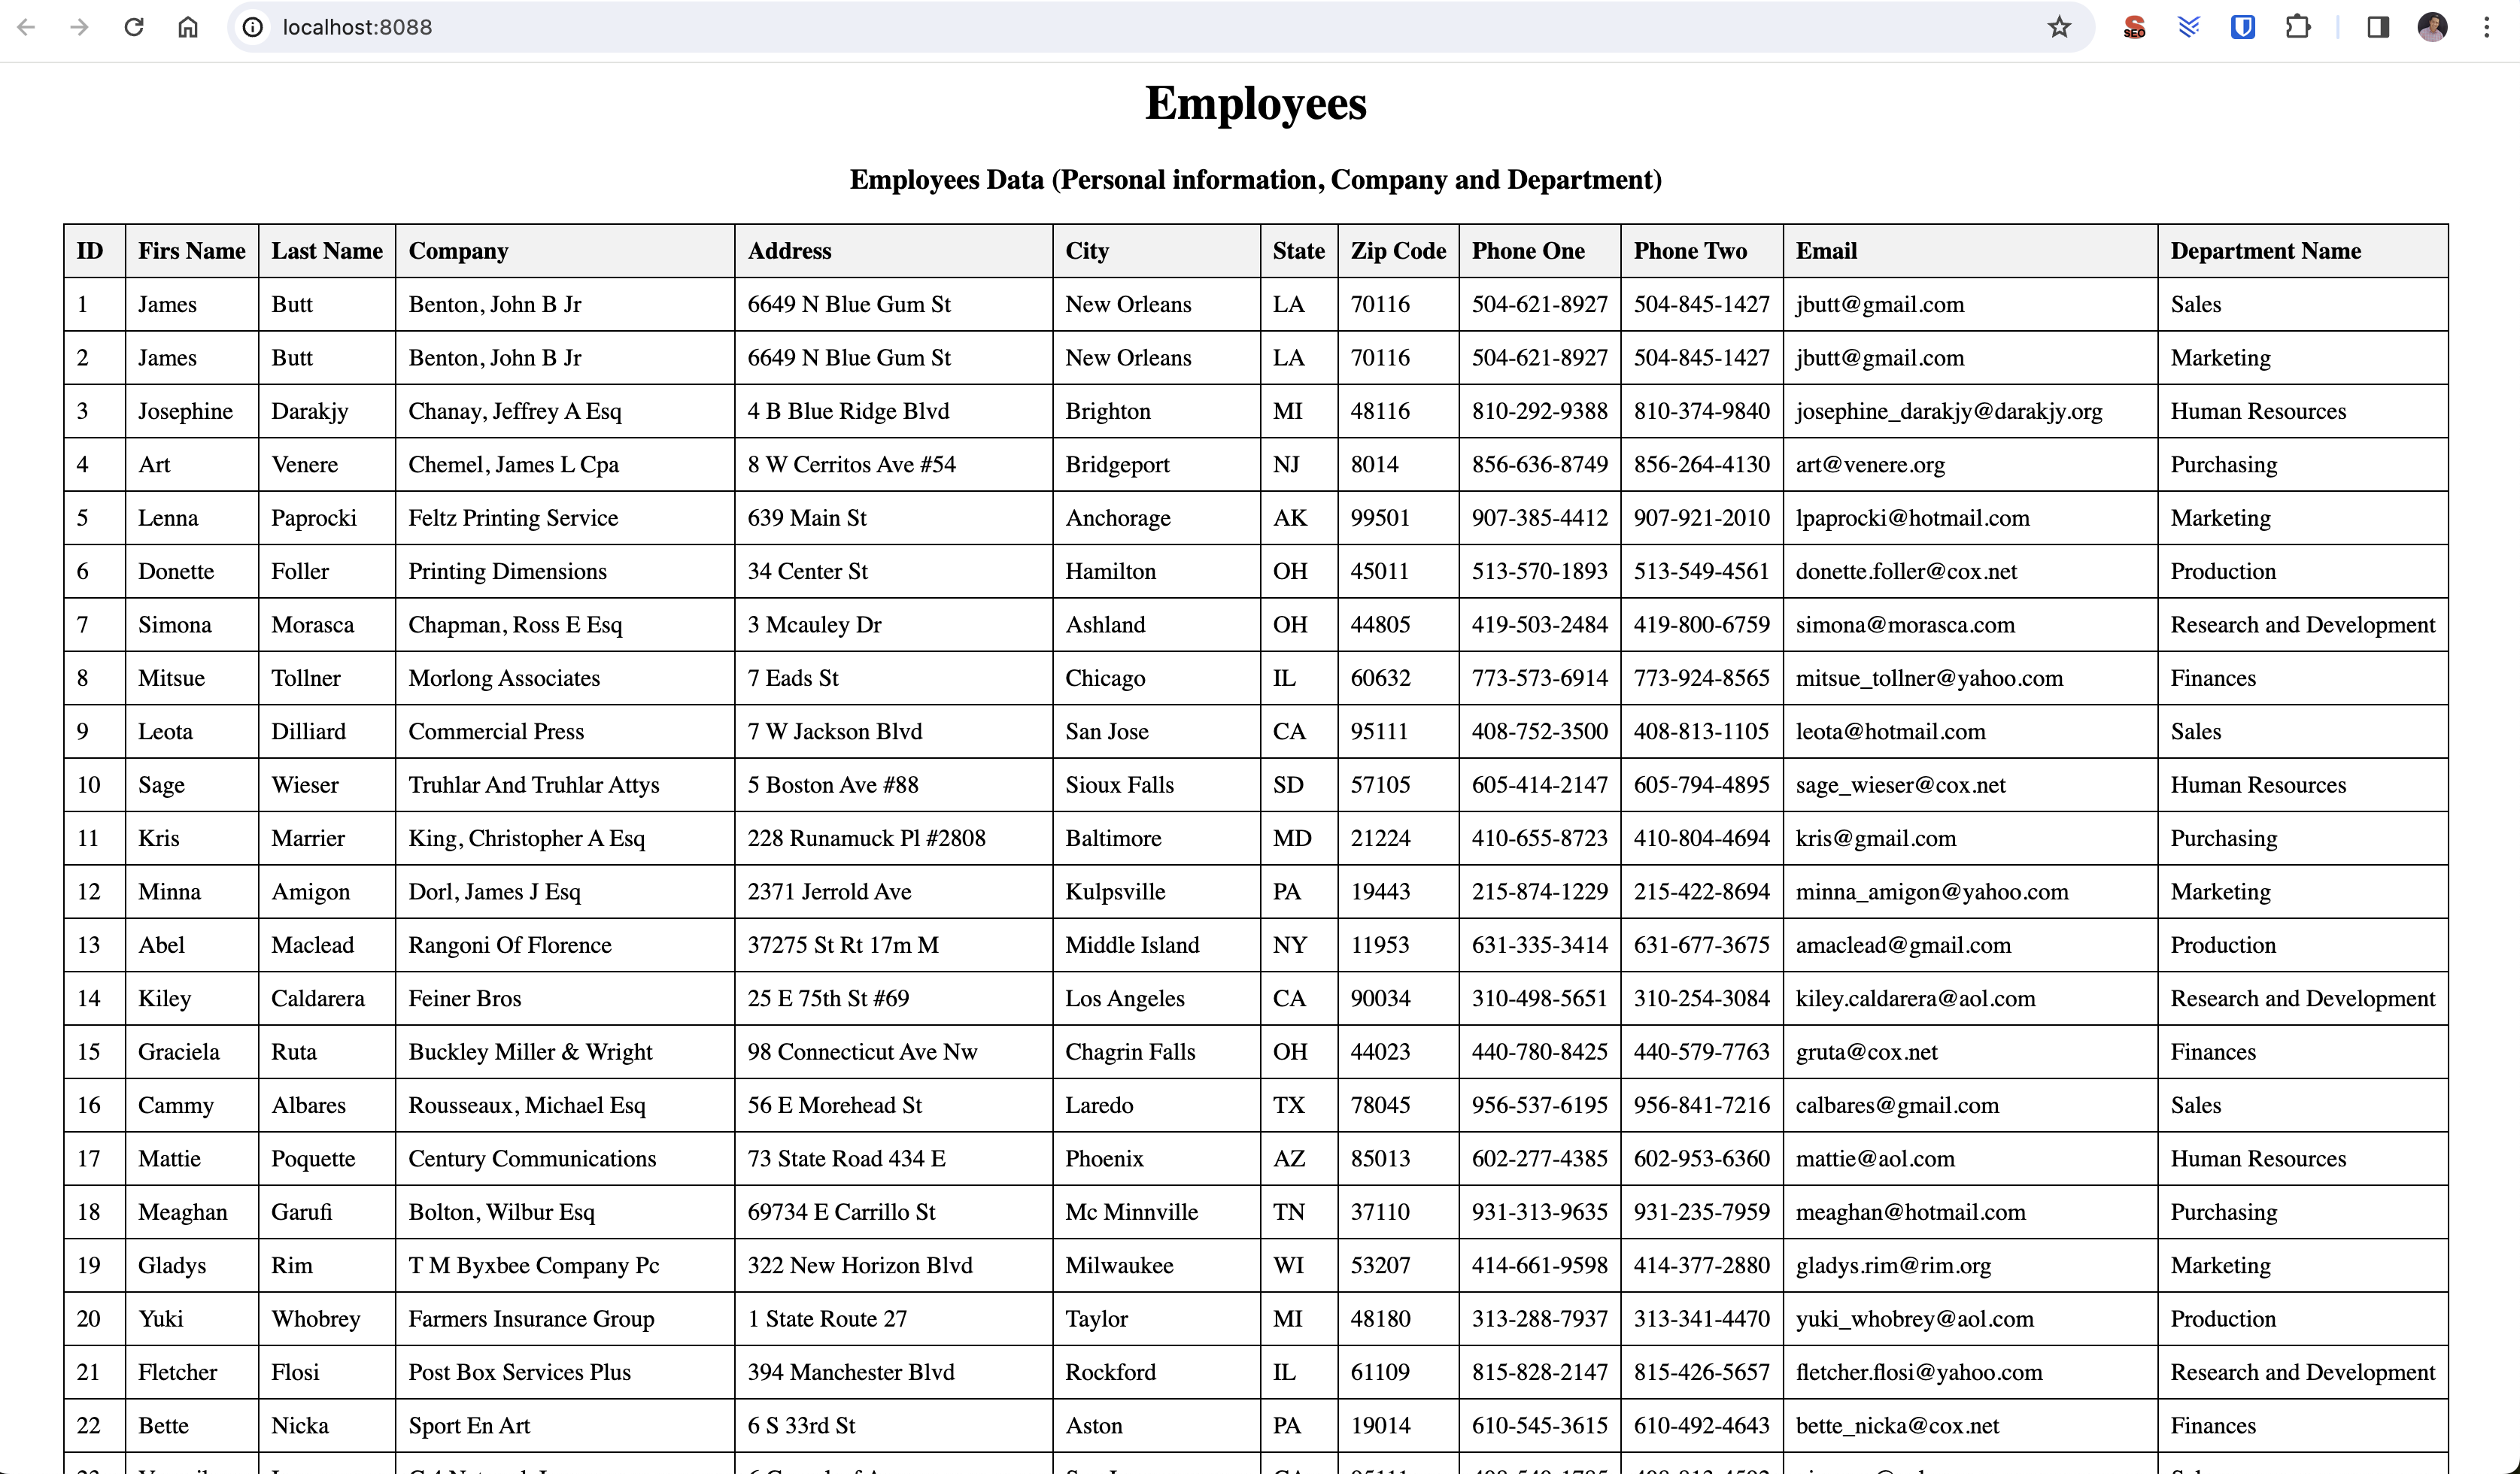 localhost:8088
SEO
Employees
Employees Data (Personal information, Company and Department)
ID Firs Name Last Name Company Address City State Zip Code Phone One Phone Two Email Department Name
1 James Butt Benton, John B Jr 6649 N Blue Gum St New Orleans LA 70116 504-621-8927 504-845-1427 jbutt@gmail.com Sales
2 James Butt Benton, John B Jr 6649 N Blue Gum St New Orleans LA 70116 504-621-8927 504-845-1427 jbutt@gmail.com Marketing
3 Josephine Darakjy Chanay, Jeffrey A Esq 4 B Blue Ridge Blvd Brighton MI 48116 810-292-9388 810-374-9840 josephine_darakjy@darakjy.org Human Resources
4 Art Venere Chemel, James L Cpa 8 W Cerritos Ave #54 Bridgeport NJ 8014 856-636-8749 856-264-4130 art@venere.org Purchasing
5 Lenna Paprocki Feltz Printing Service 639 Main St Anchorage AK 99501 907-385-4412 907-921-2010 lpaprocki@hotmail.com Marketing
6 Donette Foller Printing Dimensions 34 Center St Hamilton OH 45011 513-570-1893 513-549-4561 donette.foller@cox.net Production
7 Simona Morasca Chapman, Ross E Esq 3 Mcauley Dr Ashland OH 44805 419-503-2484 419-800-6759 simona@morasca.com Research and Development
8 Mitsue Tollner Morlong Associates 7 Eads St Chicago IL 60632 773-573-6914 773-924-8565 mitsue_tollner@yahoo.com Finances
9 Leota Dilliard Commercial Press 7 W Jackson Blvd San Jose CA 95111 408-752-3500 408-813-1105 leota@hotmail.com Sales
10 Sage Wieser Truhlar And Truhlar Attys 5 Boston Ave #88 Sioux Falls SD 57105 605-414-2147 605-794-4895 sage_wieser@cox.net Human Resources
11 Kris Marrier King, Christopher A Esq 228 Runamuck Pl #2808 Baltimore MD 21224 410-655-8723 410-804-4694 kris@gmail.com Purchasing
12 Minna Amigon Dorl, James J Esq 2371 Jerrold Ave Kulpsville PA 19443 215-874-1229 215-422-8694 minna_amigon@yahoo.com Marketing
13 Abel Maclead Rangoni Of Florence 37275 St Rt 17m M Middle Island NY 11953 631-335-3414 631-677-3675 amaclead@gmail.com Production
14 Kiley Caldarera Feiner Bros 25 E 75th St #69 Los Angeles CA 90034 310-498-5651 310-254-3084 kiley.caldarera@aol.com Research and Development
15 Graciela Ruta Buckley Miller & Wright 98 Connecticut Ave Nw Chagrin Falls OH 44023 440-780-8425 440-579-7763 gruta@cox.net Finances
16 Cammy Albares Rousseaux, Michael Esq 56 E Morehead St Laredo TX 78045 956-537-6195 956-841-7216 calbares@gmail.com Sales
17 Mattie Poquette Century Communications 73 State Road 434 E Phoenix AZ 85013 602-277-4385 602-953-6360 mattie@aol.com Human Resources
18 Meaghan Garufi Bolton, Wilbur Esq 69734 E Carrillo St Mc Minnville TN 37110 931-313-9635 931-235-7959 meaghan@hotmail.com Purchasing
19 Gladys Rim T M Byxbee Company Pc 322 New Horizon Blvd Milwaukee WI 53207 414-661-9598 414-377-2880 gladys.rim@rim.org Marketing
20 Yuki Whobrey Farmers Insurance Group 1 State Route 27 Taylor MI 48180 313-288-7937 313-341-4470 yuki_whobrey@aol.com Production
21 Fletcher Flosi Post Box Services Plus 394 Manchester Blvd Rockford IL 61109 815-828-2147 815-426-5657 fletcher.flosi@yahoo.com Research and Development
22 Bette Nicka Sport En Art 6 S 33rd St Aston PA 19014 610-545-3615 610-492-4643 bette_nicka@cox.net Finances